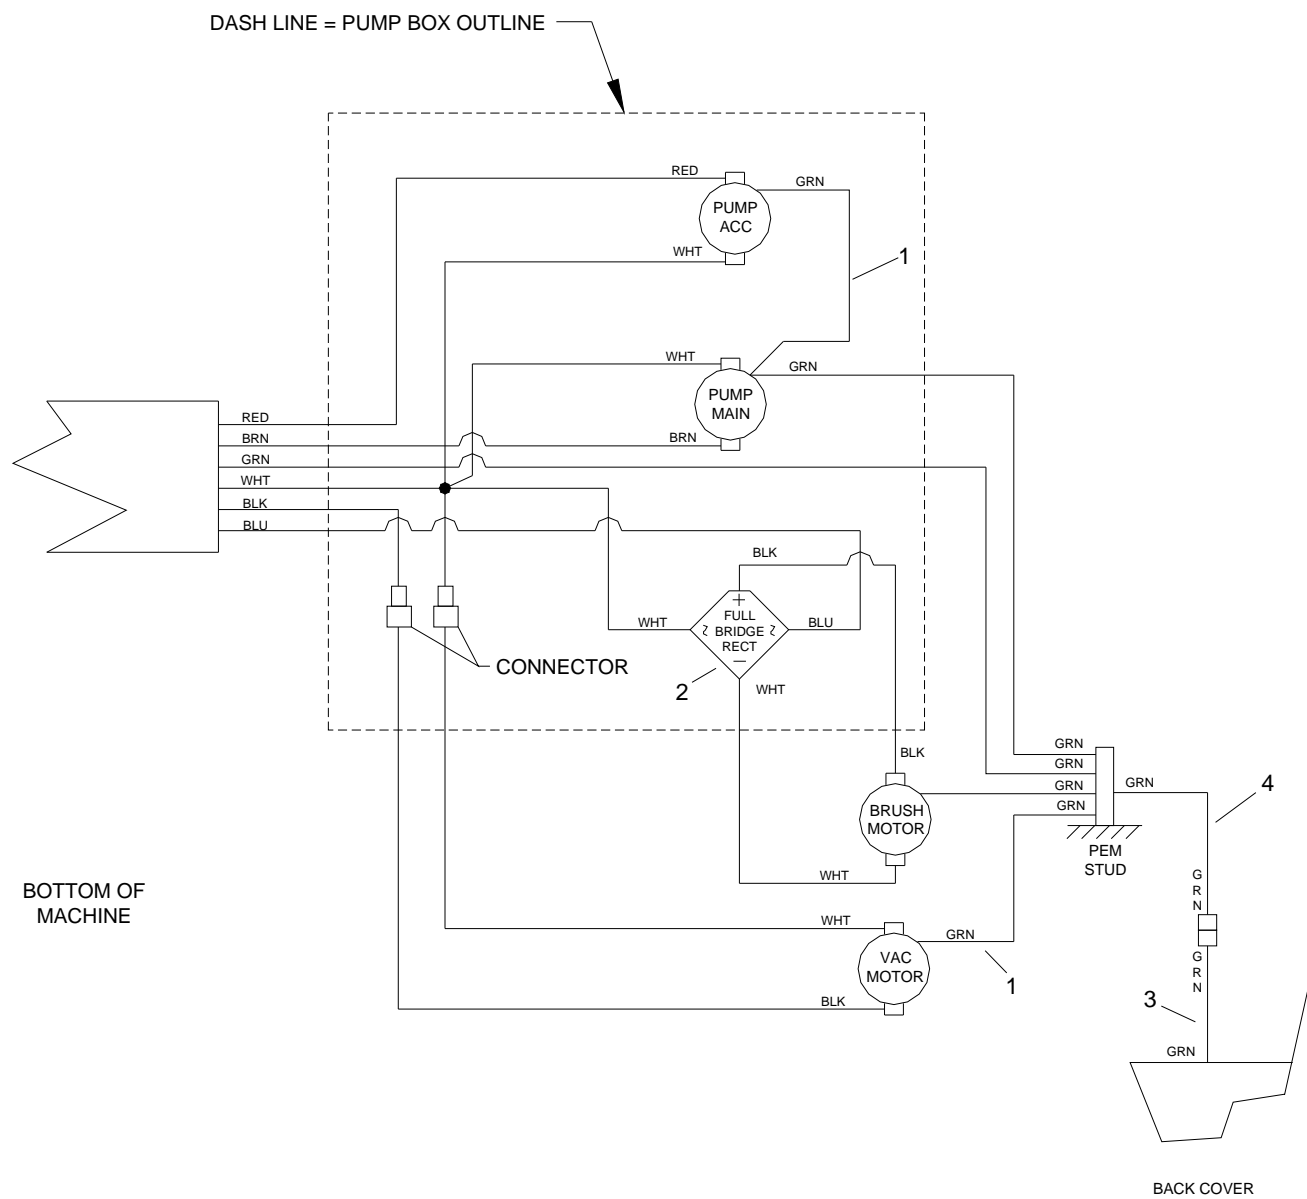 DASH LINE = PUMP BOX OUTLINE
RED
GRN
PUMP
ACC
WHT
1
WHT
GRN
PUMP
MAIN
BRN
RED
BRN
GRN
WHT
BLK
BLU
BLK
WHT
+
~ FULL
BRIDGE ~
RECT
−
BLU
CONNECTOR
2
WHT
BLK
GRN
GRN
GRN
GRN
GRN
4
BRUSH
MOTOR
PEM
STUD
WHT
GRN
GRN
BOTTOM OF
MACHINE
WHT
GRN
VAC
MOTOR
1
BLK
3
GRN
BACK COVER